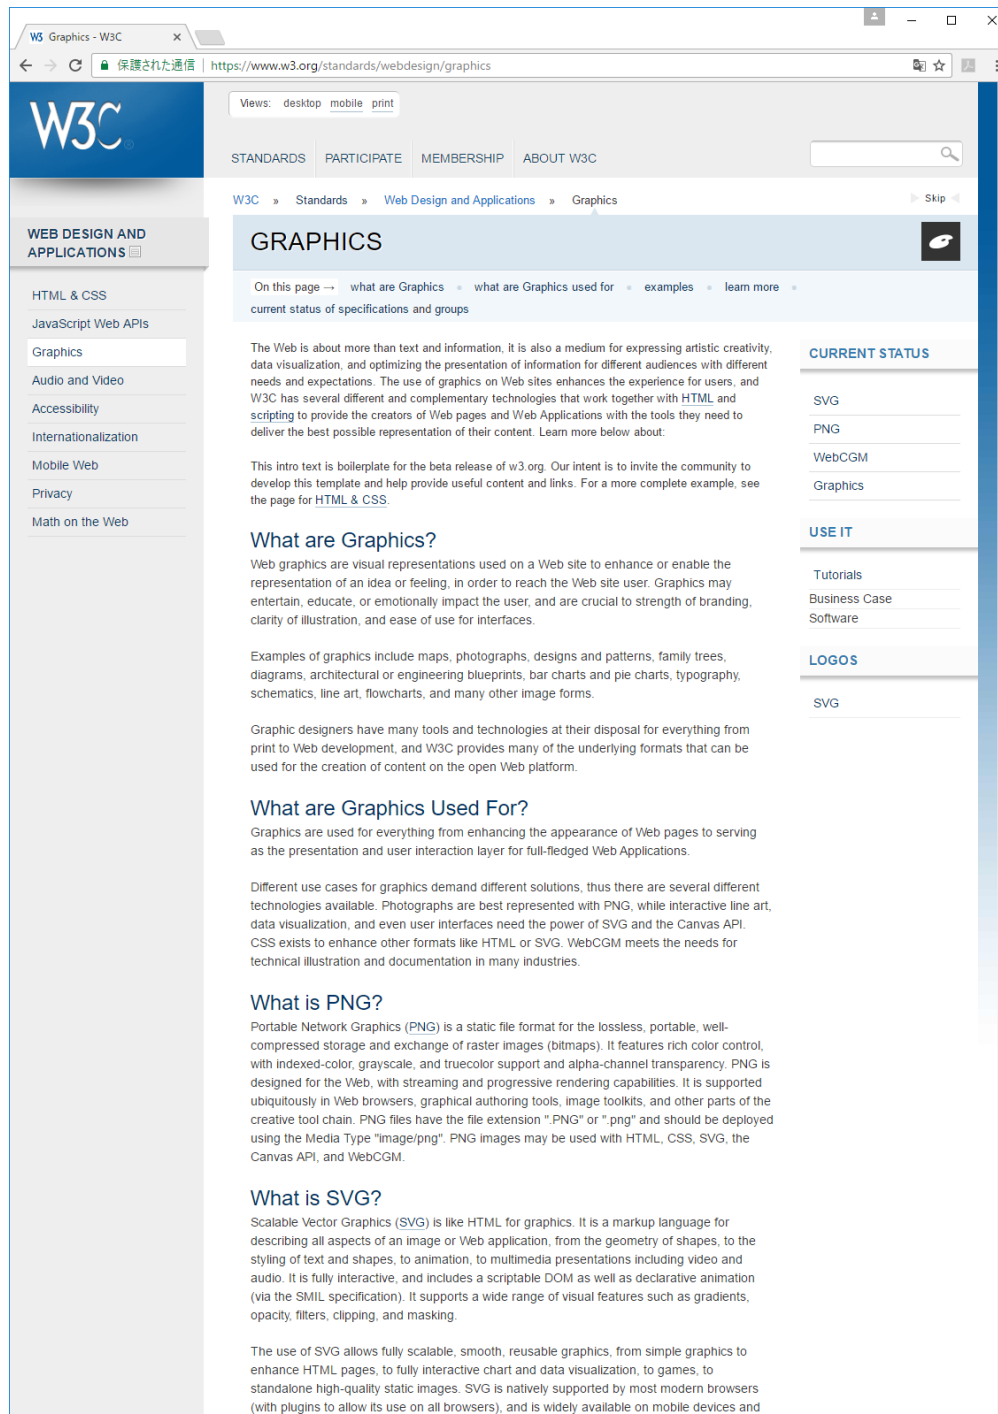 W3 Graphics - W3C
保護された通信 https://www.w3.org/standards/webdesign/graphics
W3C
Views: desktop mobile print
STANDARDS PARTICIPATE MEMBERSHIP ABOUT W3C
W3C » Standards » Web Design and Applications » Graphics
Skip
WEB DESIGN AND
APPLICATIONS
HTML & CSS
JavaScript Web APIs
Graphics
Audio and Video
Accessibility
Internationalization
Mobile Web
Privacy
Math on the Web
GRAPHICS
On this page → what are Graphics what are Graphics used for examples learn more
current status of specifications and groups
The Web is about more than text and information, it is also a medium for expressing artistic creativity,
data visualization, and optimizing the presentation of information for different audiences with different
needs and expectations. The use of graphics on Web sites enhances the experience for users, and
W3C has several different and complementary technologies that work together with HTML and
scripting to provide the creators of Web pages and Web Applications with the tools they need to
deliver the best possible representation of their content. Learn more below about:
This intro text is boilerplate for the beta release of w3.org. Our intent is to invite the community to
develop this template and help provide useful content and links. For a more complete example, see
the page for HTML & CSS.
What are Graphics?
Web graphics are visual representations used on a Web site to enhance or enable the
representation of an idea or feeling, in order to reach the Web site user. Graphics may
entertain, educate, or emotionally impact the user, and are crucial to strength of branding,
clarity of illustration, and ease of use for interfaces.
Examples of graphics include maps, photographs, designs and patterns, family trees,
diagrams, architectural or engineering blueprints, bar charts and pie charts, typography,
schematics, line art, flowcharts, and many other image forms.
Graphic designers have many tools and technologies at their disposal for everything from
print to Web development, and W3C provides many of the underlying formats that can be
used for the creation of content on the open Web platform.
What are Graphics Used For?
Graphics are used for everything from enhancing the appearance of Web pages to serving
as the presentation and user interaction layer for full-fledged Web Applications.
Different use cases for graphics demand different solutions, thus there are several different
technologies available. Photographs are best represented with PNG, while interactive line art,
data visualization, and even user interfaces need the power of SVG and the Canvas API.
CSS exists to enhance other formats like HTML or SVG. WebCGM meets the needs for
technical illustration and documentation in many industries.
What is PNG?
Portable Network Graphics (PNG) is a static file format for the lossless, portable, well-
compressed storage and exchange of raster images (bitmaps). It features rich color control,
with indexed-color, grayscale, and truecolor support and alpha-channel transparency. PNG is
designed for the Web, with streaming and progressive rendering capabilities. It is supported
ubiquitously in Web browsers, graphical authoring tools, image toolkits, and other parts of the
creative tool chain. PNG files have the file extension ".PNG" or ".png" and should be deployed
using the Media Type "image/png". PNG images may be used with HTML, CSS, SVG, the
Canvas API, and WebCGM.
What is SVG?
Scalable Vector Graphics (SVG) is like HTML for graphics. It is a markup language for
describing all aspects of an image or Web application, from the geometry of shapes, to the
styling of text and shapes, to animation, to multimedia presentations including video and
audio. It is fully interactive, and includes a scriptable DOM as well as declarative animation
(via the SMIL specification). It supports a wide range of visual features such as gradients,
opacity, filters, clipping, and masking.
The use of SVG allows fully scalable, smooth, reusable graphics, from simple graphics to
enhance HTML pages, to fully interactive chart and data visualization, to games, to
standalone high-quality static images. SVG is natively supported by most modern browsers
(with plugins to allow its use on all browsers), and is widely available on mobile devices and
CURRENT STATUS
SVG
PNG
WebCGM
Graphics
USE IT
Tutorials
Business Case
Software
LOGOS
SVG